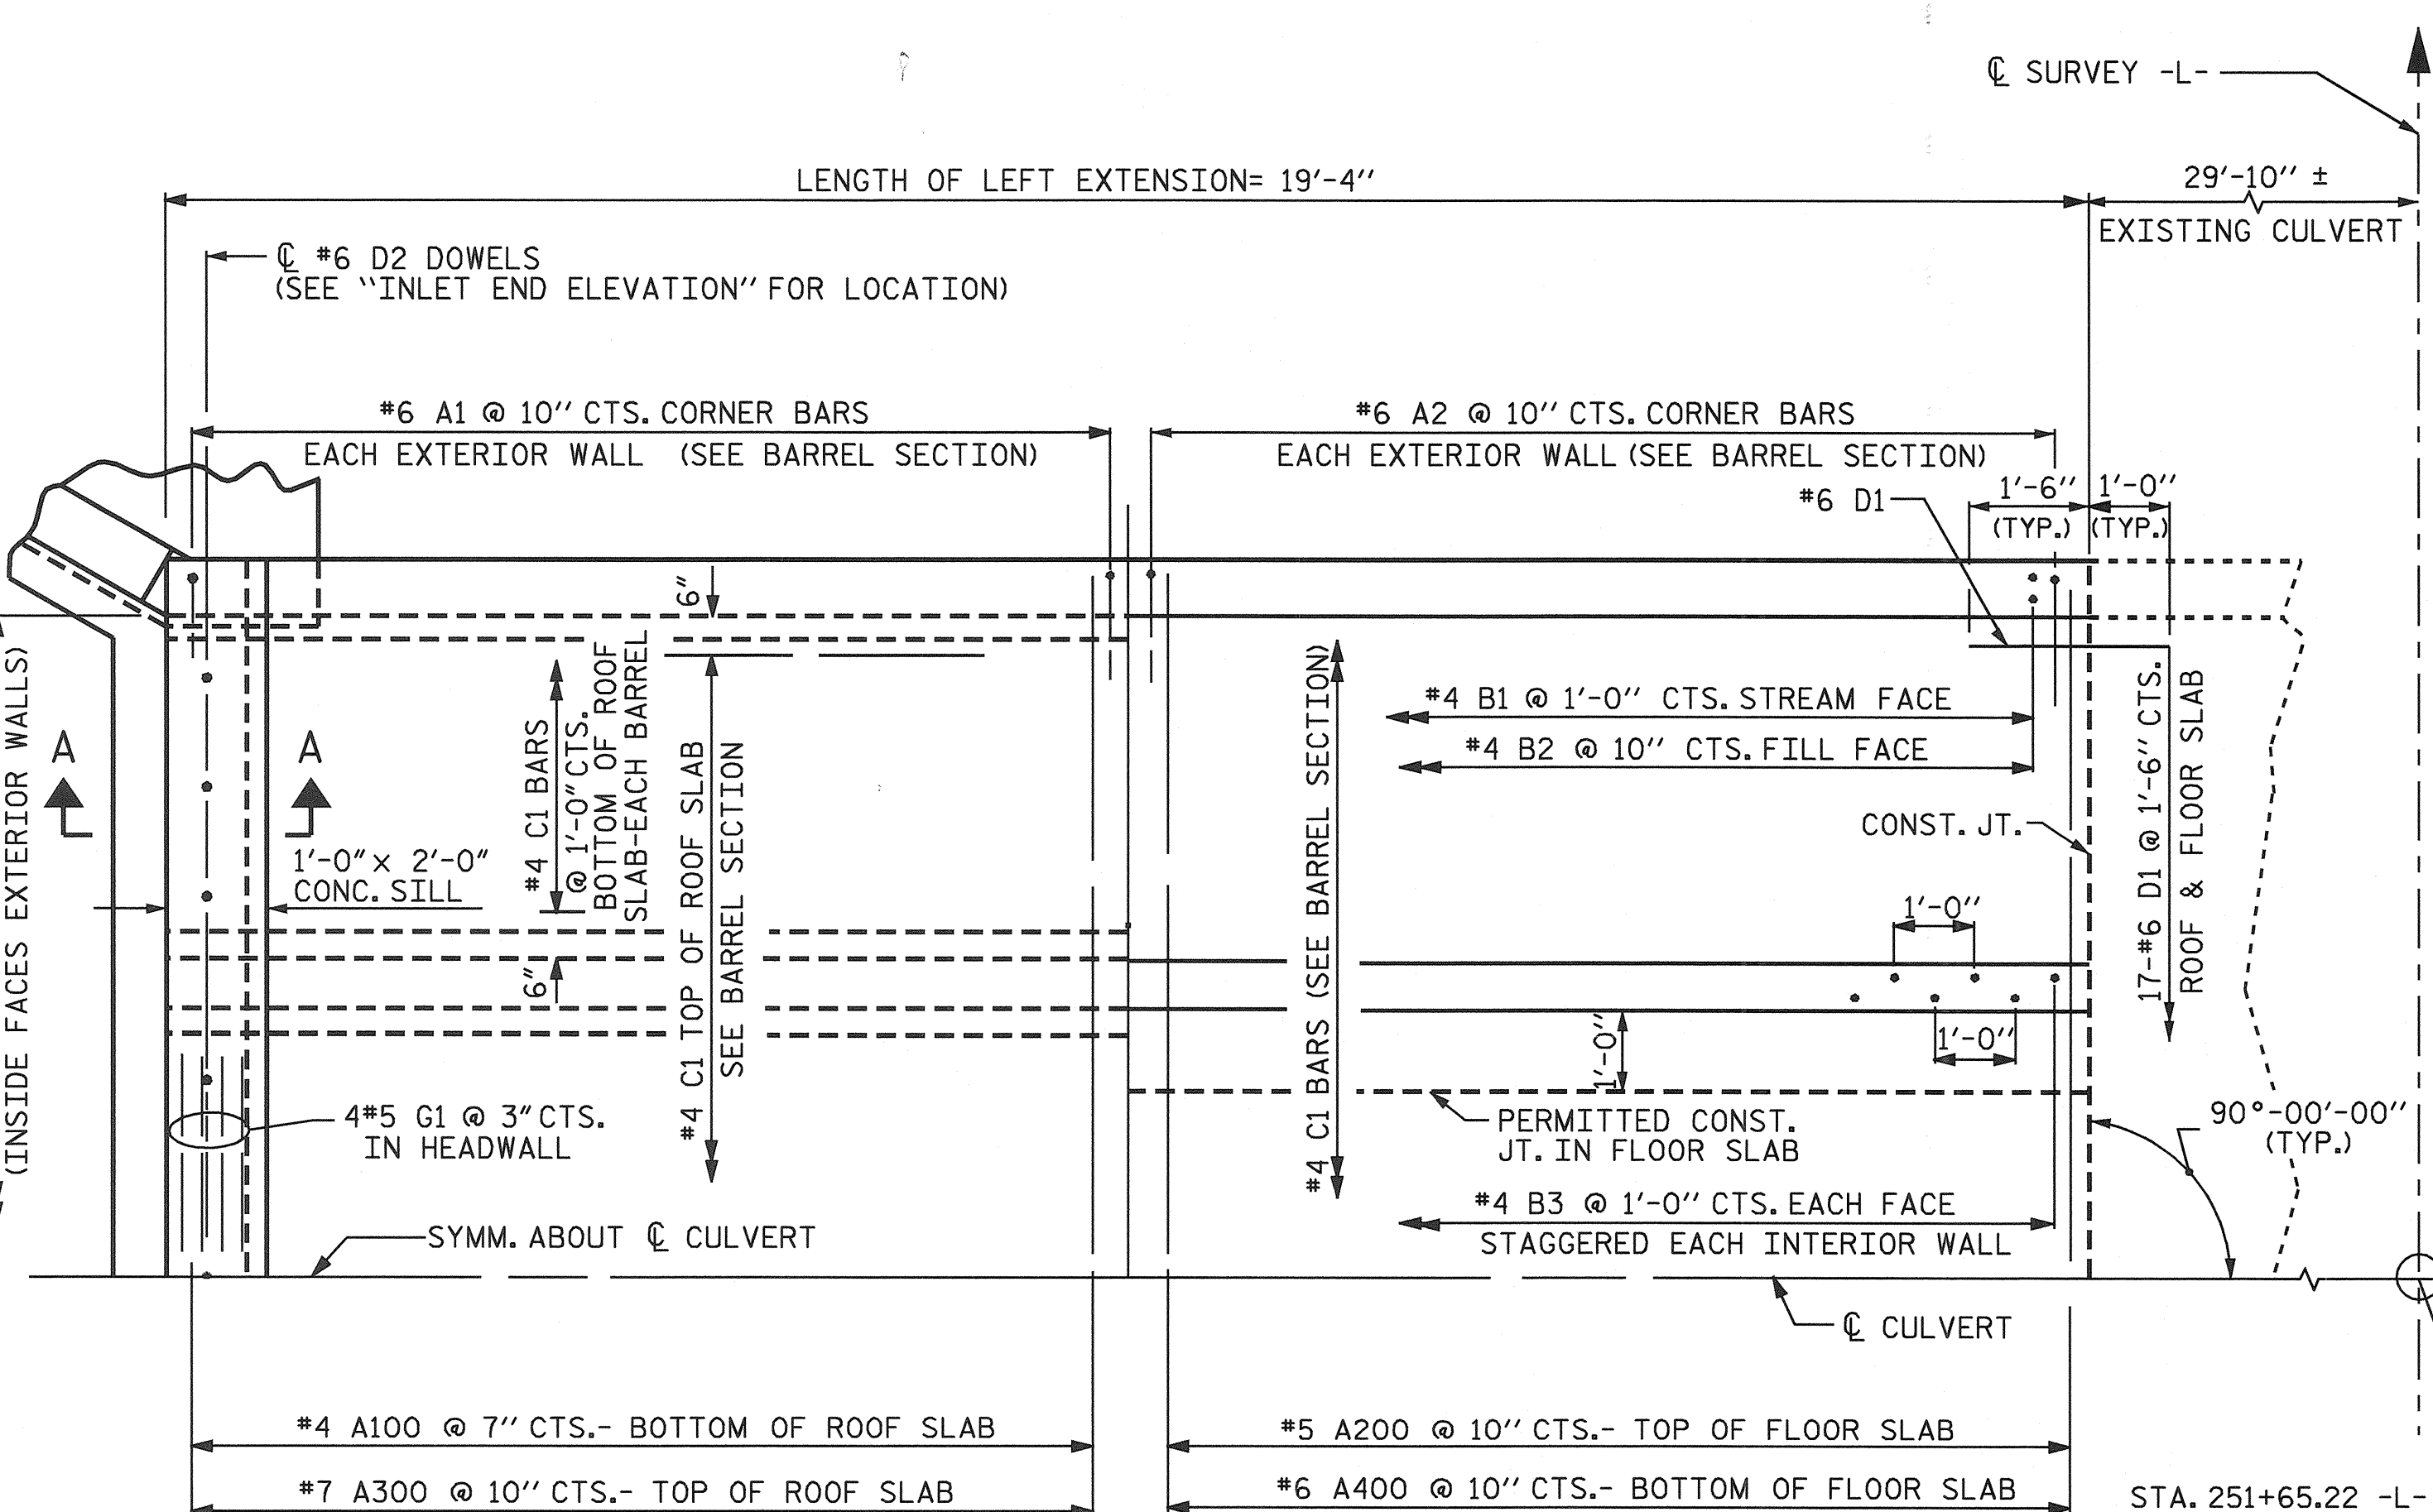 ℄ SURVEY -L-
LENGTH OF LEFT EXTENSION= 19'-4"
29'-10" ±
EXISTING CULVERT
℄ #6 D2 DOWELS
(SEE "INLET END ELEVATION" FOR LOCATION)
#6 A1 @ 10" CTS. CORNER BARS
EACH EXTERIOR WALL (SEE BARREL SECTION)
#6 A2 @ 10" CTS. CORNER BARS
EACH EXTERIOR WALL (SEE BARREL SECTION)
#6 D1
1'-6"
(TYP.)
1'-0"
(TYP.)
6"
(INSIDE FACES EXTERIOR WALLS)
A
A
1'-0" x 2'-0"
CONC. SILL
#4 C1 BARS
@ 1'-0" CTS.
BOTTOM OF ROOF
SLAB-EACH BARREL
6"
#4 C1 TOP OF ROOF SLAB
SEE BARREL SECTION
#4 C1 BARS (SEE BARREL SECTION)
#4 B1 @ 1'-0" CTS. STREAM FACE
#4 B2 @ 10" CTS. FILL FACE
CONST. JT.
17-#6 D1 @ 1'-6" CTS.
ROOF & FLOOR SLAB
1'-0"
1'-0"
1'-0"
4#5 G1 @ 3" CTS.
IN HEADWALL
PERMITTED CONST.
JT. IN FLOOR SLAB
90°-00'-00"
(TYP.)
#4 B3 @ 1'-0" CTS. EACH FACE
STAGGERED EACH INTERIOR WALL
SYMM. ABOUT ℄ CULVERT
℄ CULVERT
#4 A100 @ 7" CTS.- BOTTOM OF ROOF SLAB
#7 A300 @ 10" CTS.- TOP OF ROOF SLAB
#5 A200 @ 10" CTS.- TOP OF FLOOR SLAB
#6 A400 @ 10" CTS.- BOTTOM OF FLOOR SLAB
STA. 251+65.22 -L-